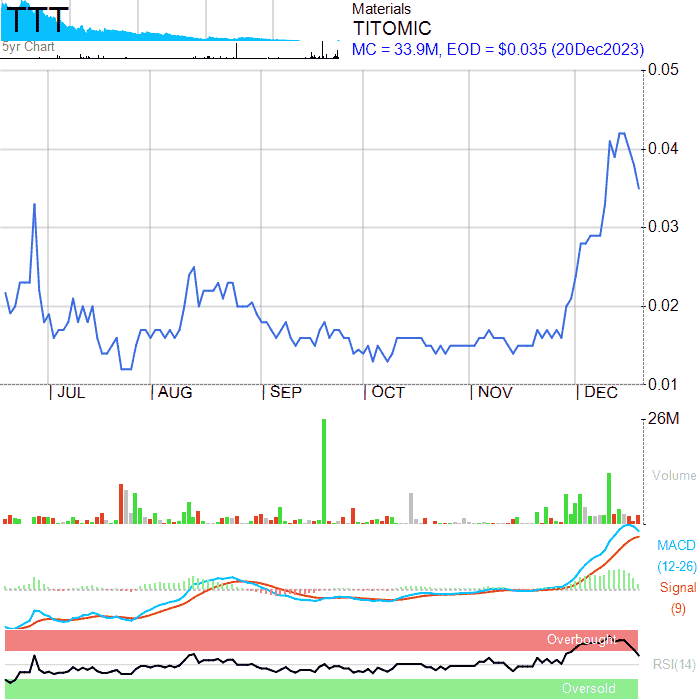 TTT
5yr Chart
Materials
TITOMIC
MC = 33.9M, EOD = $0.035 (20Dec2023)
0.05
0.04
0.03
0.02
0.01
JUL AUG SEP OCT NOV DEC
26M
Volume
MACD
(12-26)
Signal
(9)
Overbought
RSI(14)
Oversold